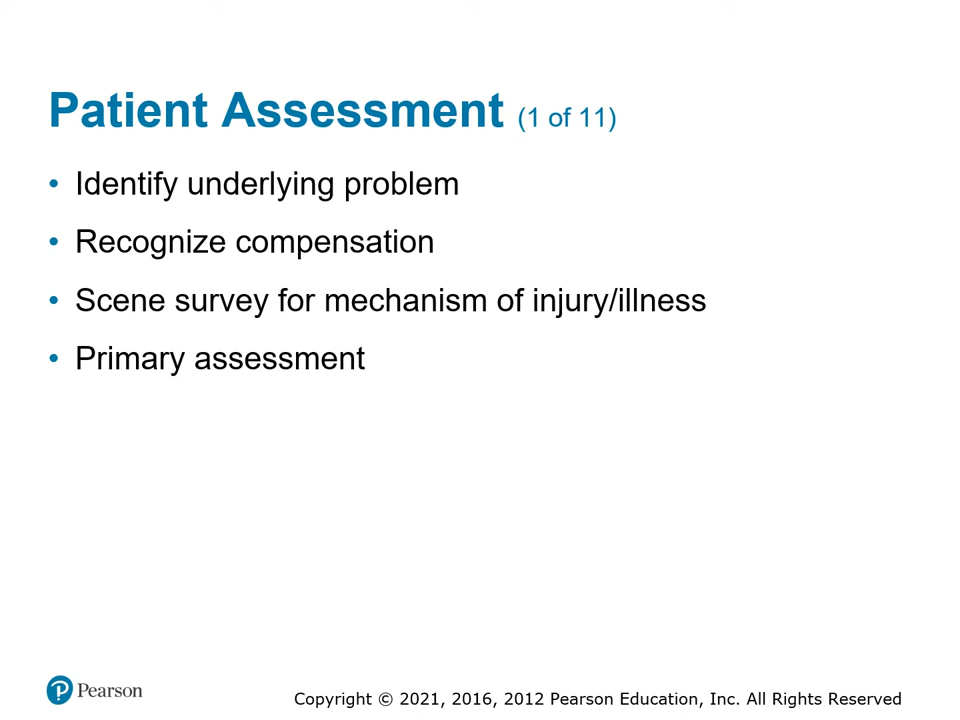 Patient Assessment (1 of 11)
• Identify underlying problem
• Recognize compensation
• Scene survey for mechanism of injury/illness
• Primary assessment
Pearson
Copyright © 2021, 2016, 2012 Pearson Education, Inc. All Rights Reserved